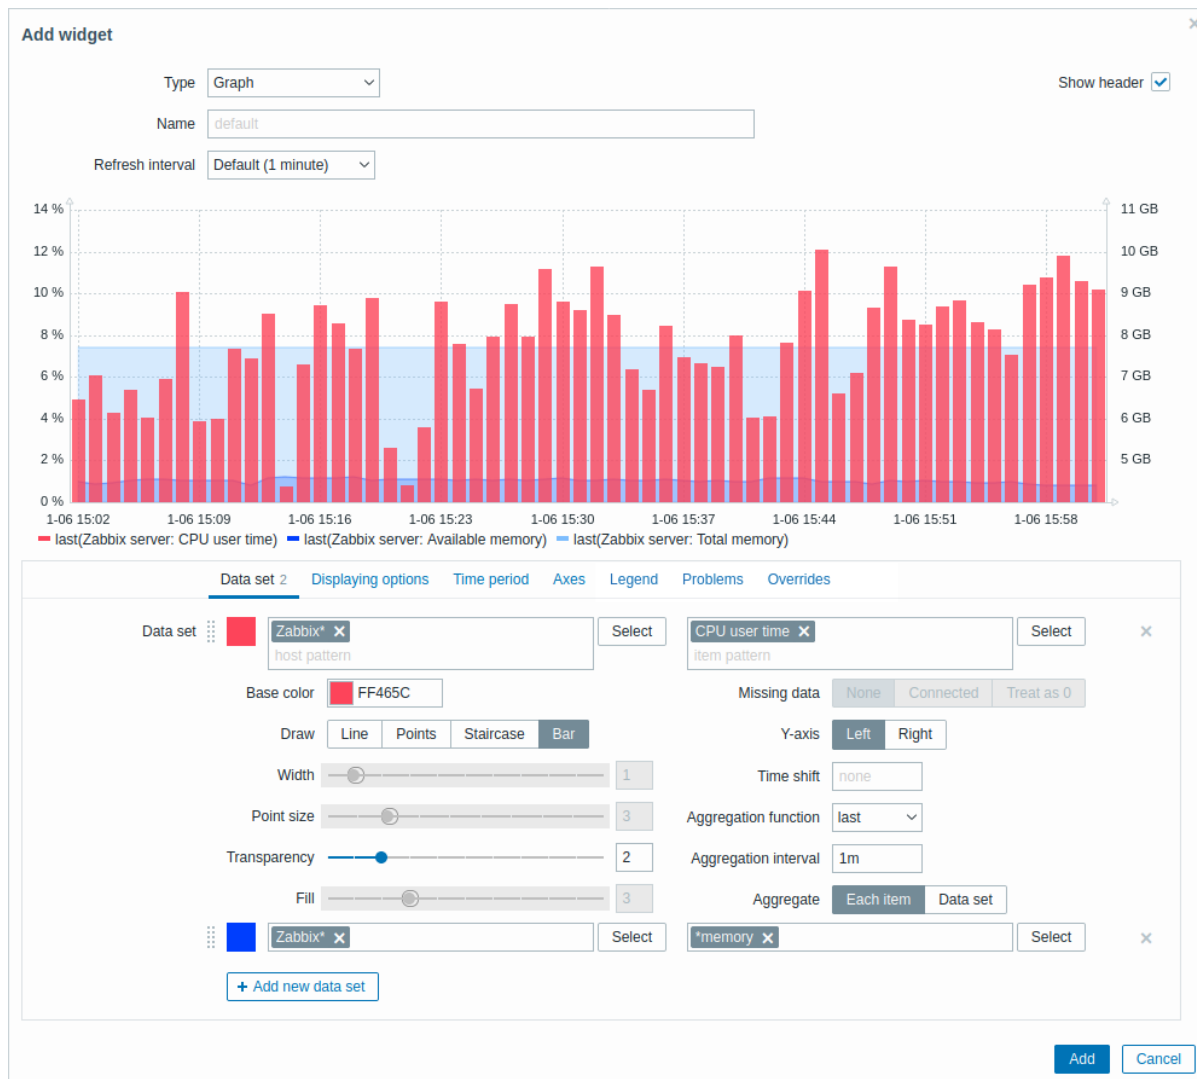 Add widget
Type Graph Show header
Name default
Refresh interval Default (1 minute)
14 % 11 GB
12 % 10 GB
10 % 9 GB
8 % 8 GB
6 % 7 GB
4 % 6 GB
2 % 5 GB
0 %
1-06 15:02 1-06 15:09 1-06 15:16 1-06 15:23 1-06 15:30 1-06 15:37 1-06 15:44 1-06 15:51 1-06 15:58
last(Zabbix server: CPU user time) last(Zabbix server: Available memory) last(Zabbix server: Total memory)
Data set 2 Displaying options Time period Axes Legend Problems Overrides
Data set Zabbix* Select CPU user time Select
host pattern item pattern
Base color FF465C Missing data None Connected Treat as 0
Draw Line Points Staircase Bar Y-axis Left Right
Width 1 Time shift none
Point size 3 Aggregation function last
Transparency 2 Aggregation interval 1m
Fill 3 Aggregate Each item Data set
Zabbix* Select *memory Select
+ Add new data set
Add Cancel